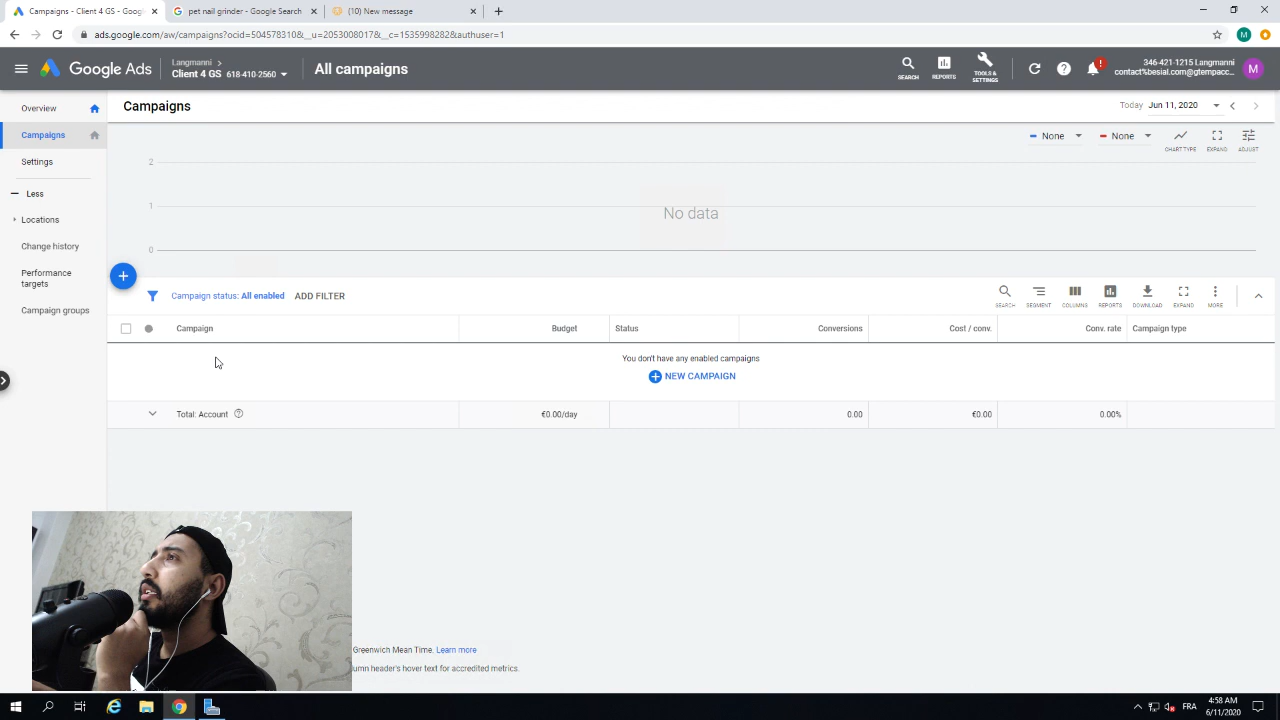 Campaigns - Client 4 GS - Google
pet nail grinder - Google Search
(10) New message
ads.google.com/aw/campaigns?ocid=504578310&__u=2053008017&__c=1535998282&authuser=1
M
Google Ads
Langmanni >
Client 4 GS 618-410-2560
All campaigns
SEARCH
REPORTS
TOOLS &
SETTINGS
346-421-1215 Langmanni
contact%besial.com@gtempacc...
M
Overview
Campaigns
Settings
Less
Locations
Change history
Performance
targets
Campaign groups
Campaigns
Today Jun 11, 2020
None
None
CHART TYPE
EXPAND
ADJUST
2
1
0
No data
Campaign status: All enabled ADD FILTER
SEARCH
SEGMENT
COLUMNS
REPORTS
DOWNLOAD
EXPAND
MORE
Campaign Budget Status Conversions Cost / conv. Conv. rate Campaign type
You don't have any enabled campaigns
NEW CAMPAIGN
Total: Account €0.00/day 0.00 €0.00 0.00%
Greenwich Mean Time. Learn more
lumn header's hover text for accredited metrics.
FRA
4:58 AM
6/11/2020